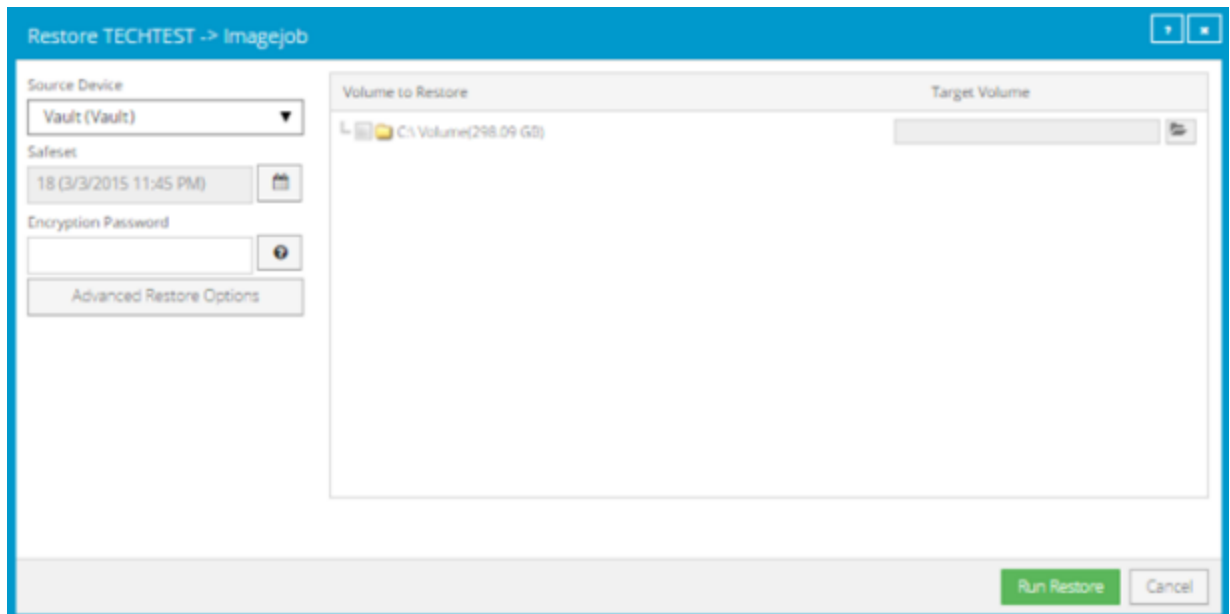 Restore TECHTEST -> Imagejob
Source Device
Vault (Vault)
Safeset
18 (3/3/2015 11:45 PM)
Encryption Password
Advanced Restore Options
Volume to Restore
Target Volume
C:\ Volume(298.09 GB)
Run Restore
Cancel